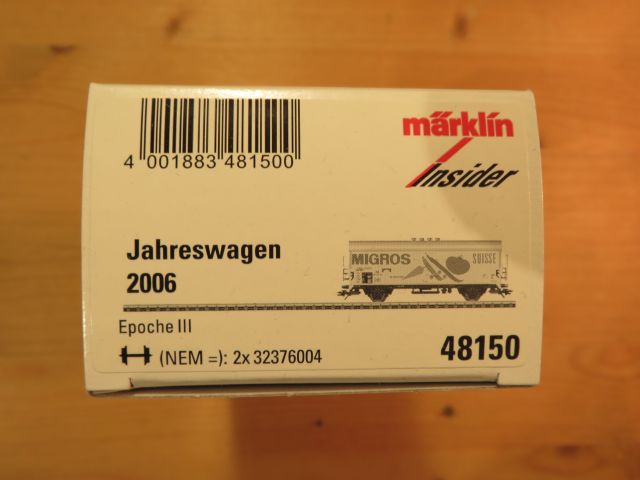 4 001883 481500
märklin
Insider
Jahreswagen
2006
MIGROS SUISSE
Epoche III
(NEM =): 2x 32376004
48150